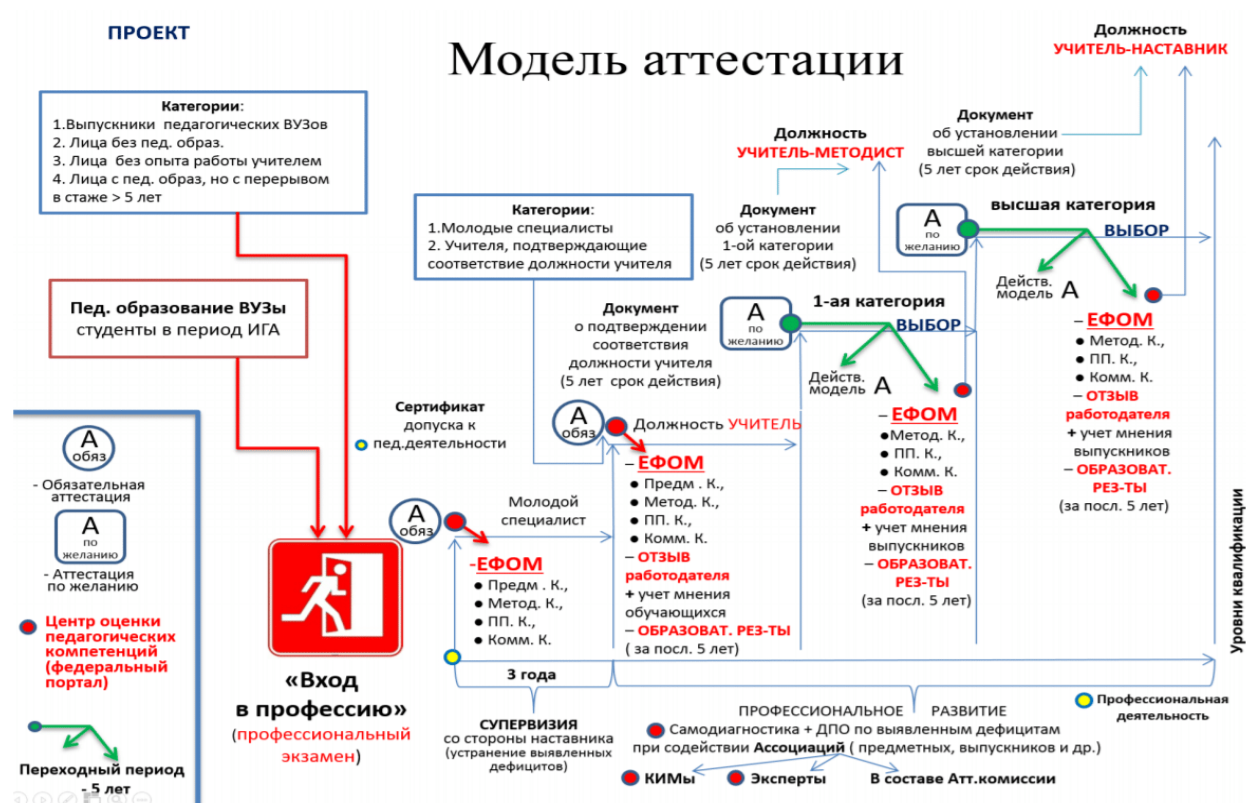 ПРОЕКТ
Модель аттестации
Должность
УЧИТЕЛЬ-НАСТАВНИК
Категории:
1.Выпускники педагогических ВУЗов
2. Лица без пед. образ.
3. Лица без опыта работы учителем
4. Лица с пед. образ, но с перерывом
в стаже > 5 лет
Пед. образование ВУЗы
студенты в период ИГА
Категории:
1.Молодые специалисты
2. Учителя, подтверждающие
соответствие должности учителя
Должность
УЧИТЕЛЬ-МЕТОДИСТ
Документ
об установлении
высшей категории
(5 лет срок действия)
Документ
об установлении
1-ой категории
(5 лет срок действия)
А
по
желанию
высшая категория
ВЫБОР
Действ.
модель
А
– ЕФОМ
• Метод. К.,
• ПП. К.,
• Комм. К.
– ОТЗЫВ
работодателя
+ учет мнения
выпускников
– ОБРАЗОВАТ.
РЕЗ-ТЫ
(за посл. 5 лет)
Документ
о подтверждении
соответствия
должности учителя
(5 лет срок действия)
А
по
желанию
1-ая категория
ВЫБОР
Действ.
модель
А
– ЕФОМ
•Метод. К.,
• ПП. К.,
• Комм. К.
– ОТЗЫВ
работодателя
+ учет мнения
выпускников
– ОБРАЗОВАТ.
РЕЗ-ТЫ
(за посл. 5 лет)
Сертификат
допуска к
пед.деятельности
А
обяз
Должность УЧИТЕЛЬ
– ЕФОМ
• Предм . К.,
• Метод. К.,
• ПП. К.,
• Комм. К.
– ОТЗЫВ
работодателя
+ учет мнения
обучающихся
– ОБРАЗОВАТ. РЕЗ-ТЫ
( за посл. 5 лет)
А
обяз
Молодой
специалист
-ЕФОМ
• Предм . К.,
• Метод. К.,
• ПП. К.,
• Комм. К.
А
обяз
- Обязательная
аттестация
А
по
желанию
- Аттестация
по желанию
Центр оценки
педагогических
компетенций
(федеральный
портал)
Переходный период
- 5 лет
«Вход
в профессию»
(профессиональный
экзамен)
3 года
СУПЕРВИЗИЯ
со стороны наставника
(устранение выявленных
дефицитов)
ПРОФЕССИОНАЛЬНОЕ РАЗВИТИЕ
Самодиагностика + ДПО по выявленным дефицитам
при содействии Ассоциаций ( предметных, выпускников и др.)
КИМы
Эксперты
В составе Атт.комиссии
Профессиональная
деятельность
Уровни квалификации